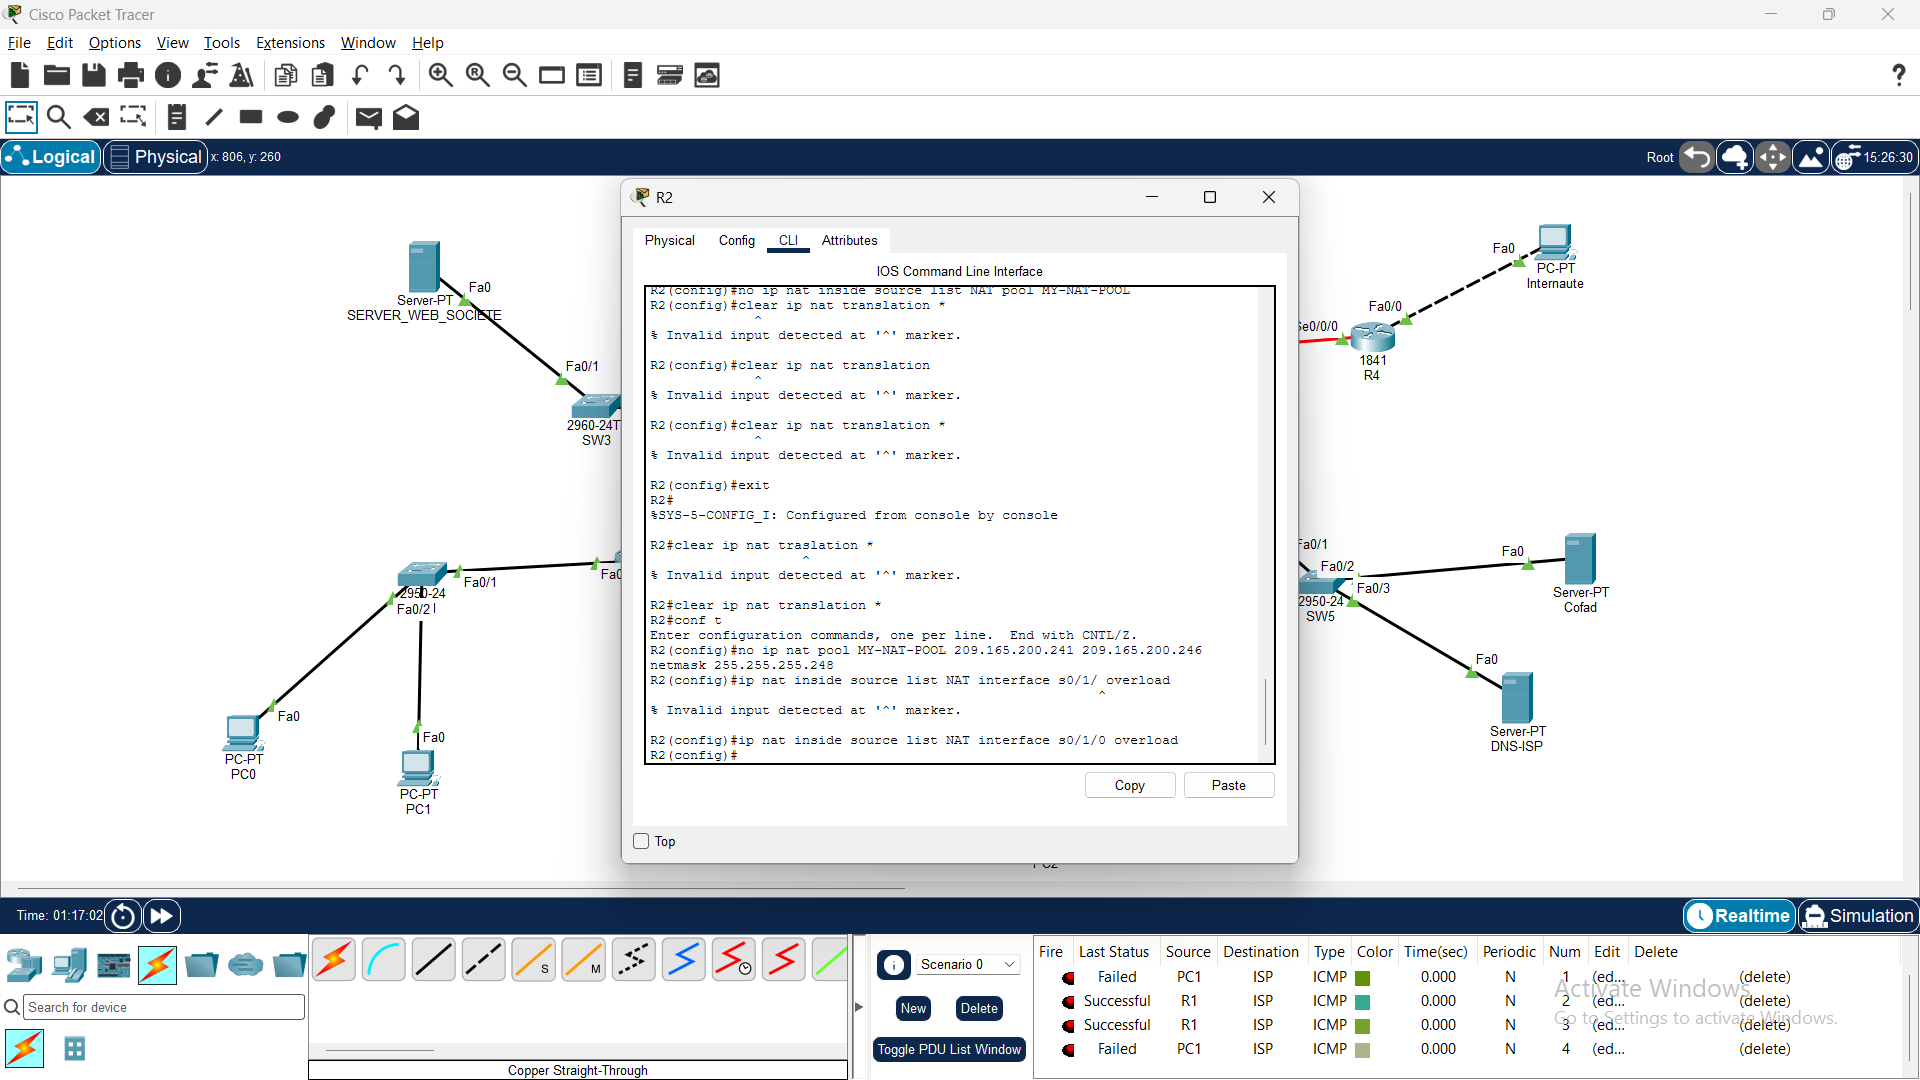 Cisco Packet Tracer
File Edit Options View Tools Extensions Window Help
Logical Physical x: 806, y: 260 Root 15:26:30
R2
Physical Config CLI Attributes
IOS Command Line Interface
R2(config)#no ip nat inside source list NAT pool MY-NAT-POOL
R2(config)#clear ip nat translation *
^
% Invalid input detected at '^' marker.
R2(config)#clear ip nat translation
^
% Invalid input detected at '^' marker.
R2(config)#clear ip nat translation *
^
% Invalid input detected at '^' marker.
R2(config)#exit
R2#
%SYS-5-CONFIG_I: Configured from console by console
R2#clear ip nat traslation *
^
% Invalid input detected at '^' marker.
R2#clear ip nat translation *
R2#conf t
Enter configuration commands, one per line. End with CNTL/Z.
R2(config)#no ip nat pool MY-NAT-POOL 209.165.200.241 209.165.200.246
netmask 255.255.255.248
R2(config)#ip nat inside source list NAT interface s0/1/ overload
^
% Invalid input detected at '^' marker.
R2(config)#ip nat inside source list NAT interface s0/1/0 overload
R2(config)#
Copy Paste
Top
Fa0
Server-PT
SERVER_WEB_SOCIETE
Fa0/1
2960-24T
SW3
Fa0/1
2950-24
Fa0/2
Fa0
PC-PT
PC0
Fa0
PC-PT
PC1
Fa0
PC-PT
Internaute
Fa0/0
Se0/0/0
1841
R4
Fa0/1
Fa0/2
Fa0/3
2950-24
SW5
Fa0
Server-PT
Cofad
Fa0
Server-PT
DNS-ISP
PC2
Time: 01:17:02 Realtime Simulation
Search for device
Copper Straight-Through
Scenario 0
New Delete
Toggle PDU List Window
Fire Last Status Source Destination Type Color Time(sec) Periodic Num Edit Delete
Failed PC1 ISP ICMP 0.000 N 1 (ed... (delete)
Successful R1 ISP ICMP 0.000 N 2 (ed... (delete)
Successful R1 ISP ICMP 0.000 N 3 (ed... (delete)
Failed PC1 ISP ICMP 0.000 N 4 (ed... (delete)
Activate Windows
Go to Settings to activate Windows.